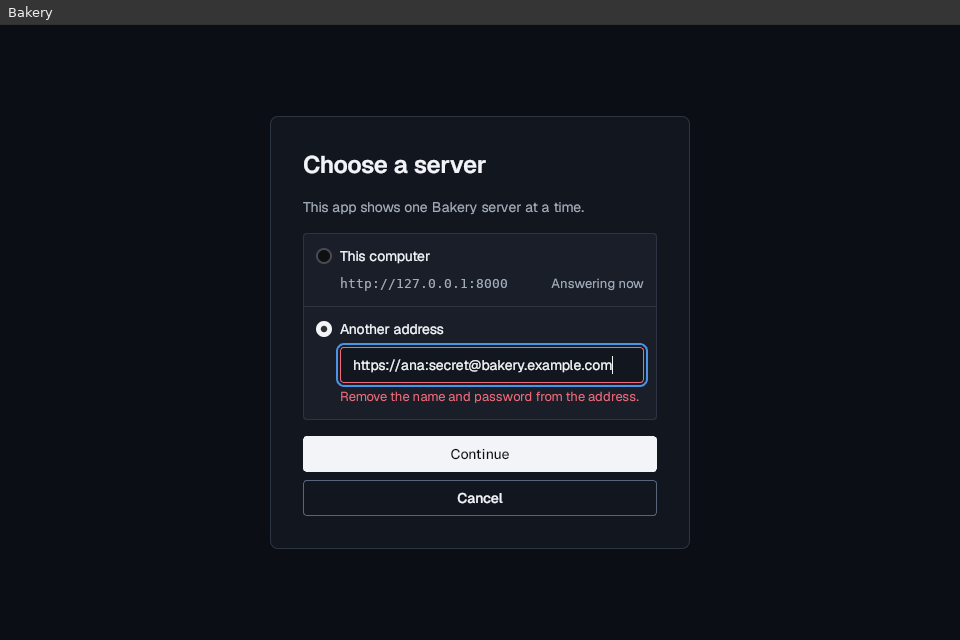 Bakery
Choose a server
This app shows one Bakery server at a time.
This computer
http://127.0.0.1:8000 Answering now
Another address
https://ana:secret@bakery.example.com
Remove the name and password from the address.
Continue
Cancel